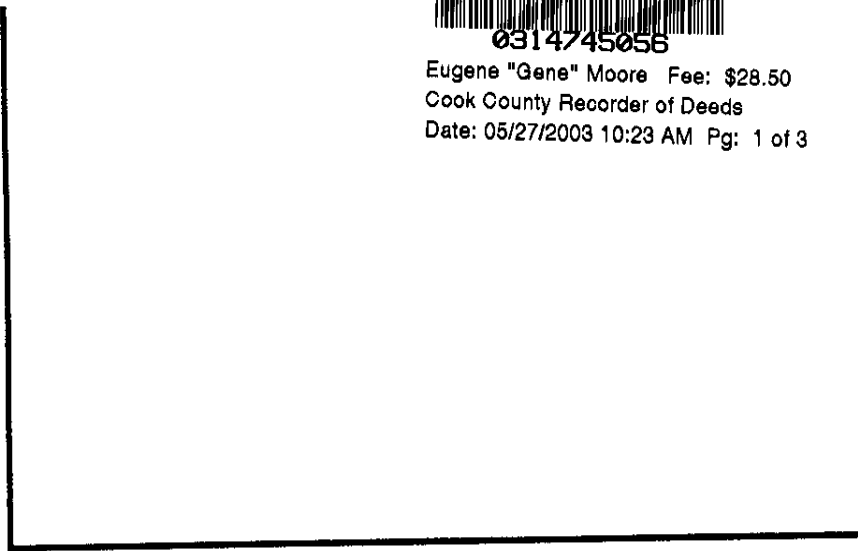 0314745056
Eugene "Gene" Moore Fee: $28.50
Cook County Recorder of Deeds
Date: 05/27/2003 10:23 AM Pg: 1 of 3